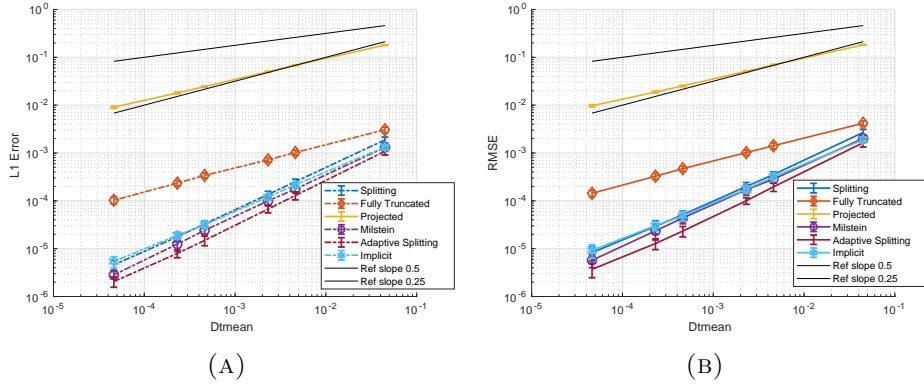 10^0
10^-1
10^-2
10^-3
10^-4
10^-5
10^-6
L1 Error
10^-5
10^-4
10^-3
10^-2
10^-1
Dtmean
Splitting
Fully Truncated
Projected
Milstein
Adaptive Splitting
Implicit
Ref slope 0.5
Ref slope 0.25
(A)
10^0
10^-1
10^-2
10^-3
10^-4
10^-5
10^-6
RMSE
10^-5
10^-4
10^-3
10^-2
10^-1
Dtmean
Splitting
Fully Truncated
Projected
Milstein
Adaptive Splitting
Implicit
Ref slope 0.5
Ref slope 0.25
(B)